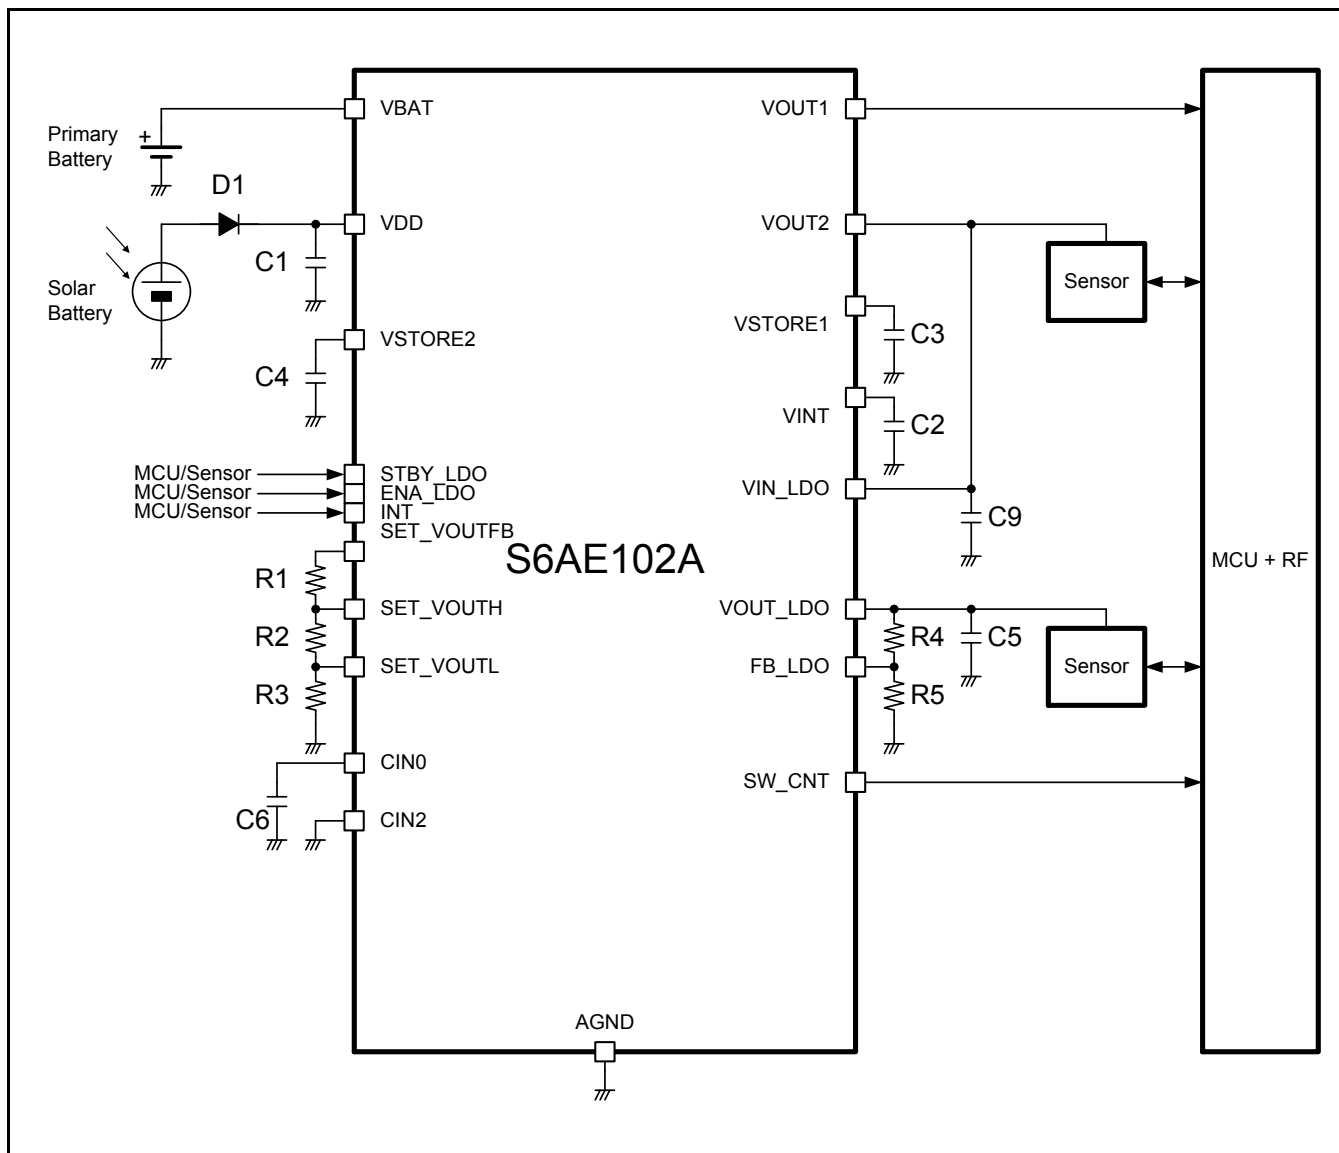 VBAT
VOUT1
Primary
Battery
+
D1
VDD
VOUT2
C1
Sensor
Solar
Battery
VSTORE1
C3
VSTORE2
C4
VINT
C2
MCU/Sensor
STBY_LDO
MCU/Sensor
ENA_LDO
MCU/Sensor
INT
VIN_LDO
C9
SET_VOUTFB
S6AE102A
MCU + RF
R1
SET_VOUTH
VOUT_LDO
R2
R4
C5
SET_VOUTL
FB_LDO
Sensor
R3
R5
CIN0
SW_CNT
C6
CIN2
AGND